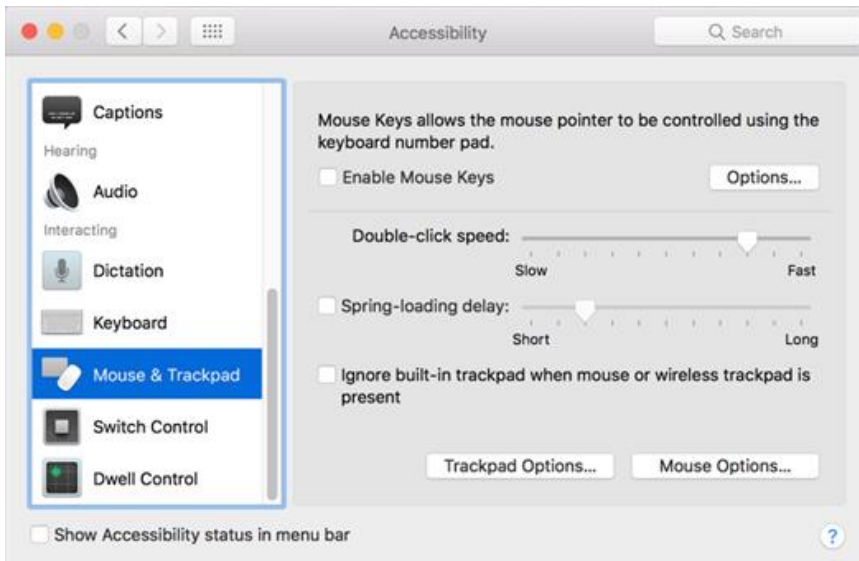 Accessibility
Search
Captions
Hearing
Audio
Interacting
Dictation
Keyboard
Mouse & Trackpad
Switch Control
Dwell Control
Mouse Keys allows the mouse pointer to be controlled using the
keyboard number pad.
Enable Mouse Keys
Options...
Double-click speed:
Slow
Fast
Spring-loading delay:
Short
Long
Ignore built-in trackpad when mouse or wireless trackpad is
present
Trackpad Options...
Mouse Options...
Show Accessibility status in menu bar
?